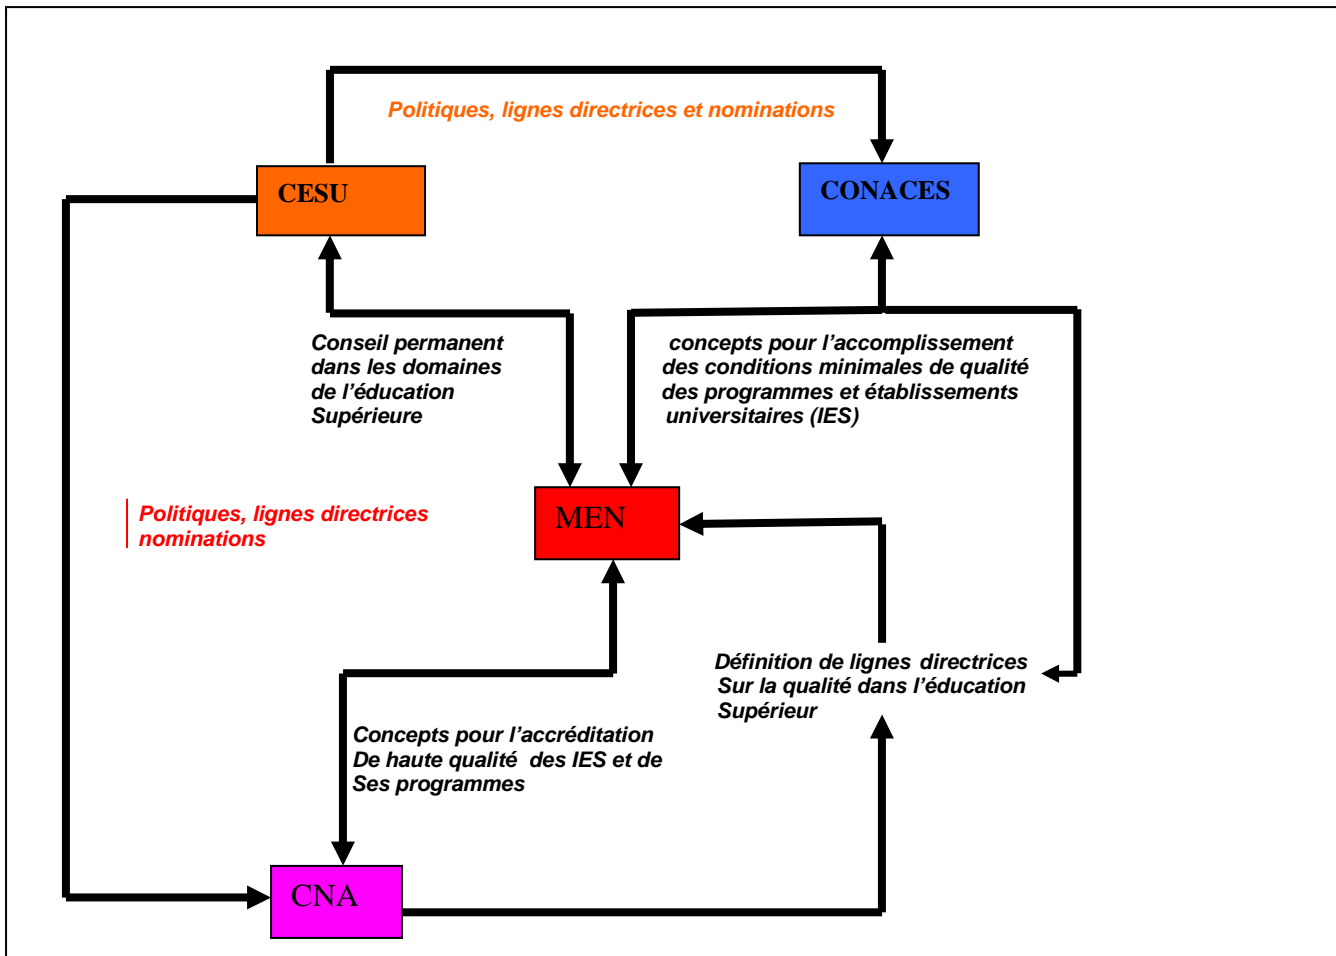 Politiques, lignes directrices et nominations
CESU
CONACES
Conseil permanent
dans les domaines
de l’éducation
Supérieure
concepts pour l’accomplissement
des conditions minimales de qualité
des programmes et établissements
universitaires (IES)
Politiques, lignes directrices
nominations
MEN
Définition de lignes directrices
Sur la qualité dans l’éducation
Supérieur
Concepts pour l’accréditation
De haute qualité  des IES et de
Ses programmes
CNA